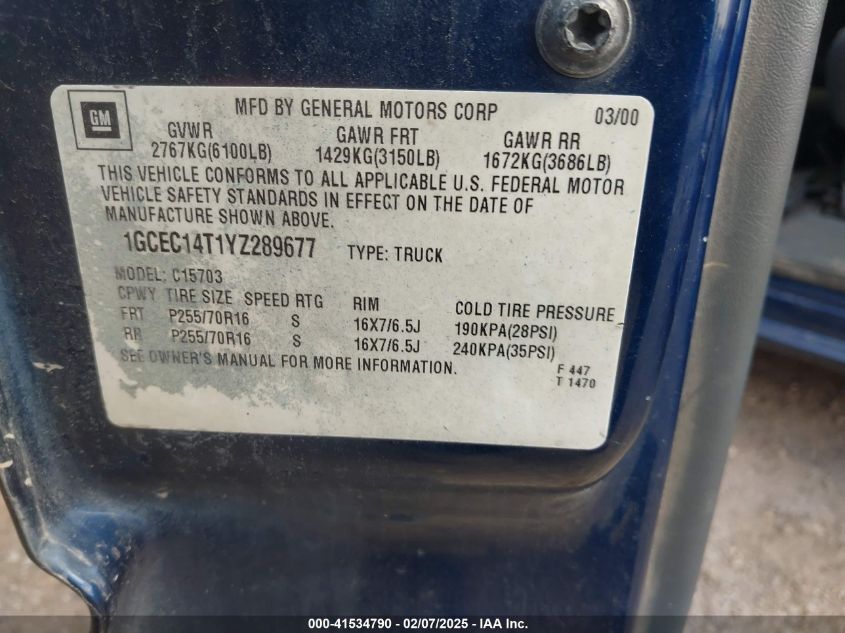 GM
MFD BY GENERAL MOTORS CORP 03/00
GVWR GAWR FRT GAWR RR
2767KG(6100LB) 1429KG(3150LB) 1672KG(3686LB)
THIS VEHICLE CONFORMS TO ALL APPLICABLE U.S. FEDERAL MOTOR
VEHICLE SAFETY STANDARDS IN EFFECT ON THE DATE OF
MANUFACTURE SHOWN ABOVE.
1GCEC14T1YZ289677 TYPE: TRUCK
MODEL: C15703
CPWY TIRE SIZE SPEED RTG RIM COLD TIRE PRESSURE
FRT P255/70R16 S 16X7/6.5J 190KPA(28PSI)
RR P255/70R16 S 16X7/6.5J 240KPA(35PSI)
SEE OWNER'S MANUAL FOR MORE INFORMATION.
F 447
T 1470
000-41534790 — 02/07/2025 — IAA Inc.